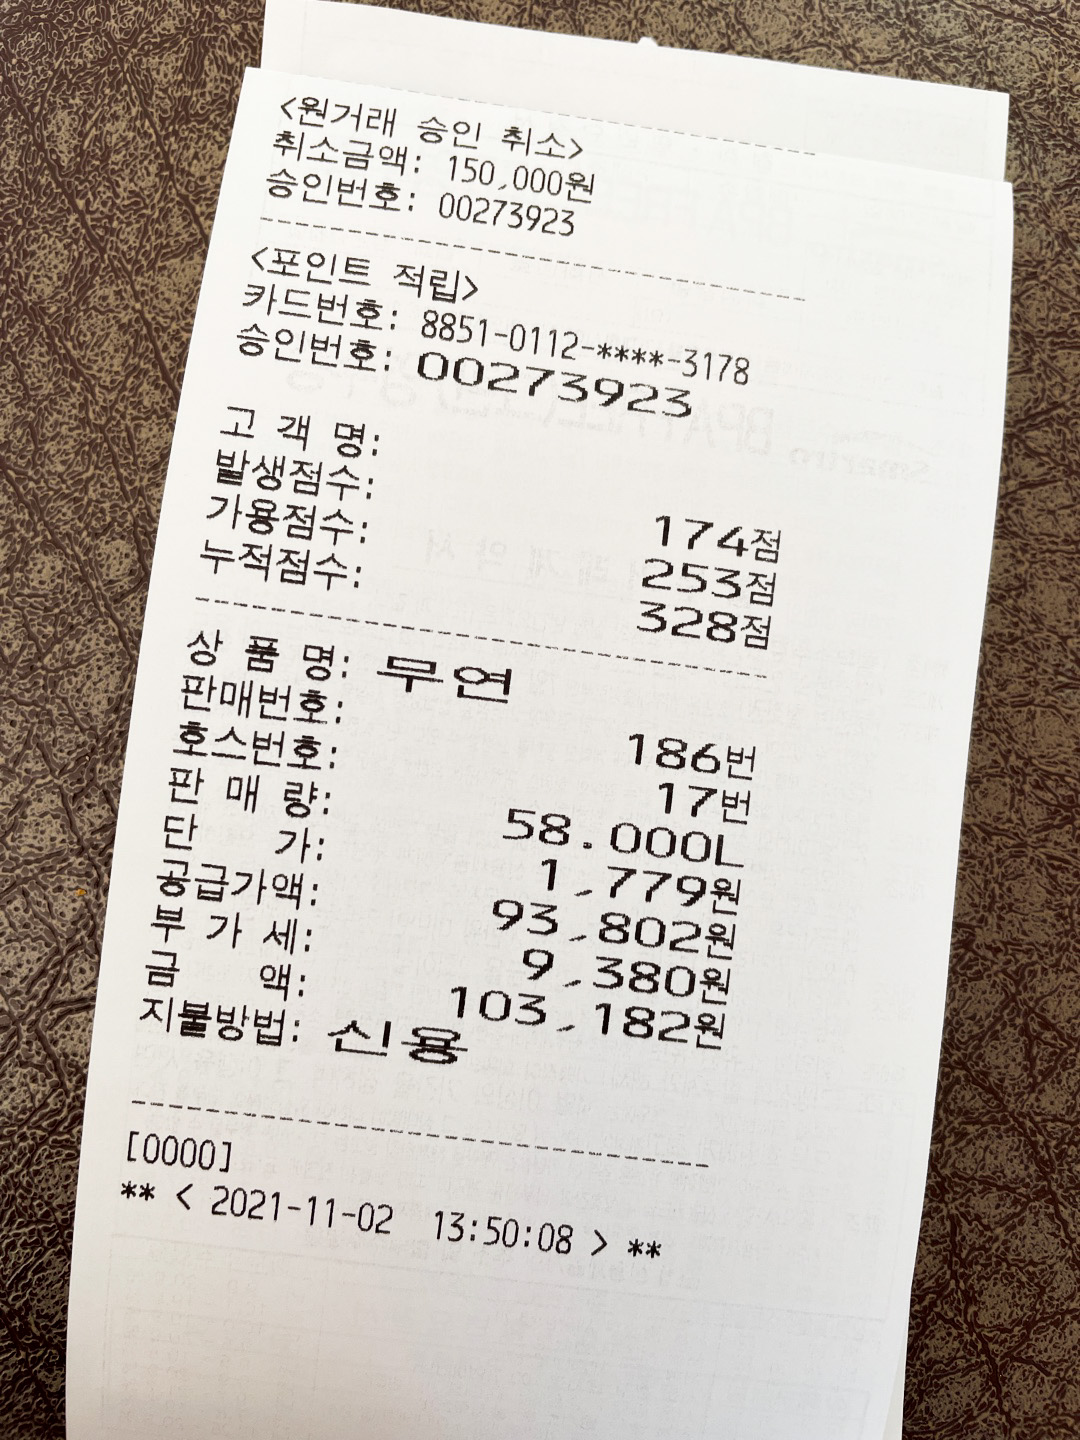 <원거래 승인 취소>
취소금액: 150,000원
승인번호: 00273923
<포인트 적립>
카드번호: 8851-0112-****-3178
승인번호: 00273923
고 객 명:
발생점수: 174점
가용점수: 253점
누적점수: 328점
상 품 명: 무연
판매번호: 186번
호스번호: 17번
판 매 량: 58.000L
단 가: 1,779원
공급가액: 93,802원
부 가 세: 9,380원
금 액: 103,182원
지불방법: 신용
[0000]
** < 2021-11-02 13:50:08 > **